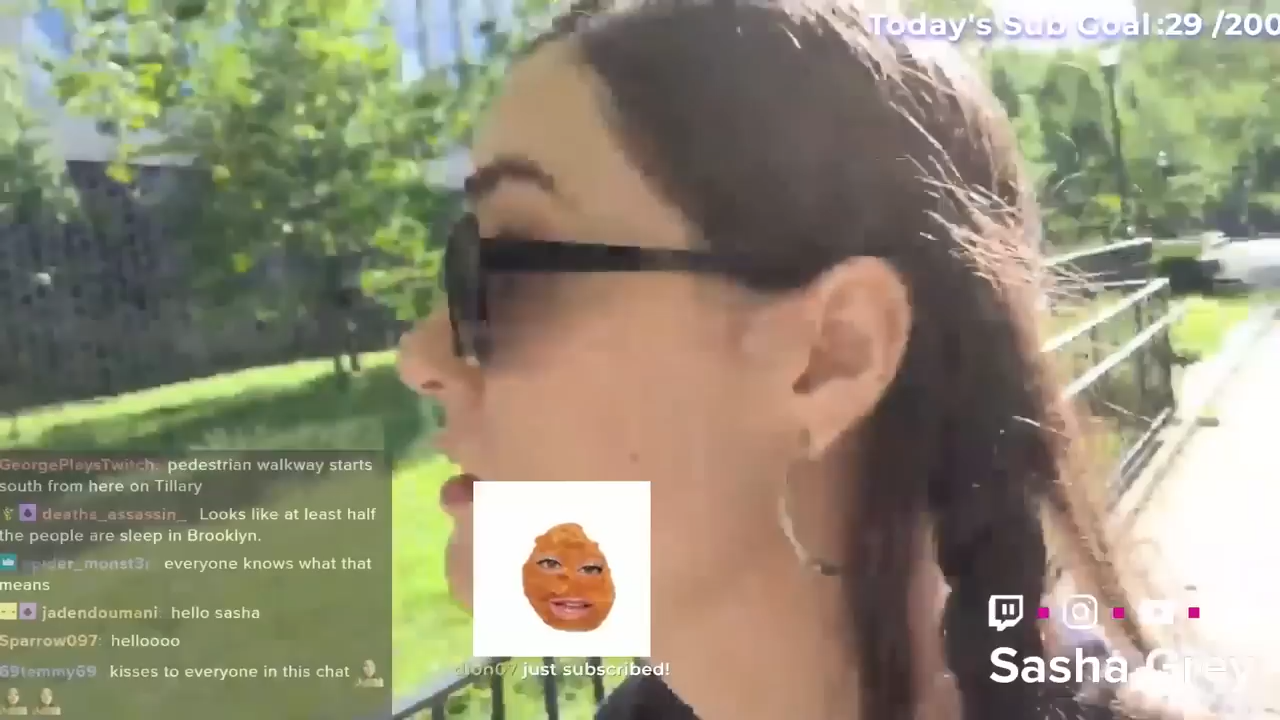 Today's Sub Goal:29 /200
GeorgePlaysTwitch: pedestrian walkway starts
south from here on Tillary
deaths_assassin_ Looks like at least half
the people are sleep in Brooklyn.
everyone knows what that
means
jadendoumani: hello sasha
Sparrow097: helloooo
69tommy69 kisses to everyone in this chat
just subscribed!
Sasha Grey